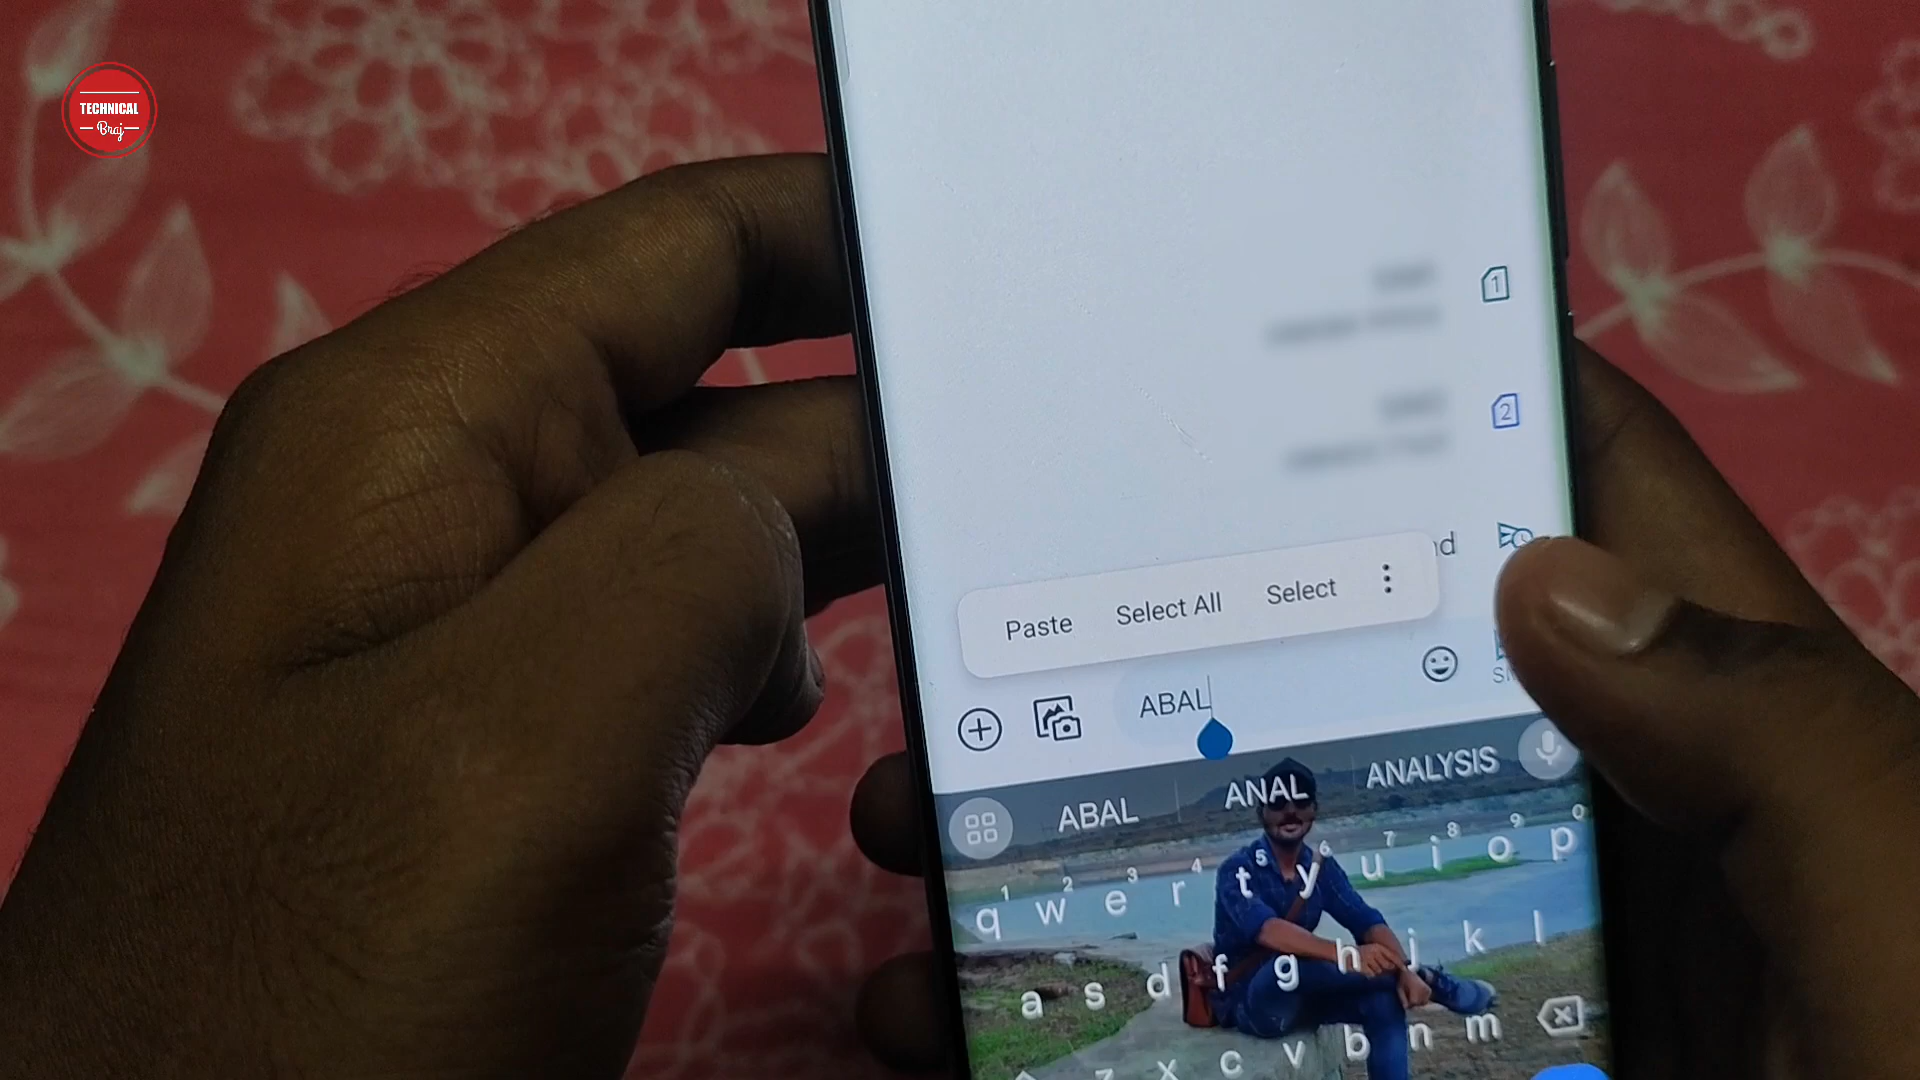 TECHNICAL
Braj
1
2
nd
Paste Select All Select
ABAL
ABAL ANAL ANALYSIS
1 2 3 4 5 6 7 8 9 0
q w e r t y u i o p
a s d f g h j k l
z x c v b n m